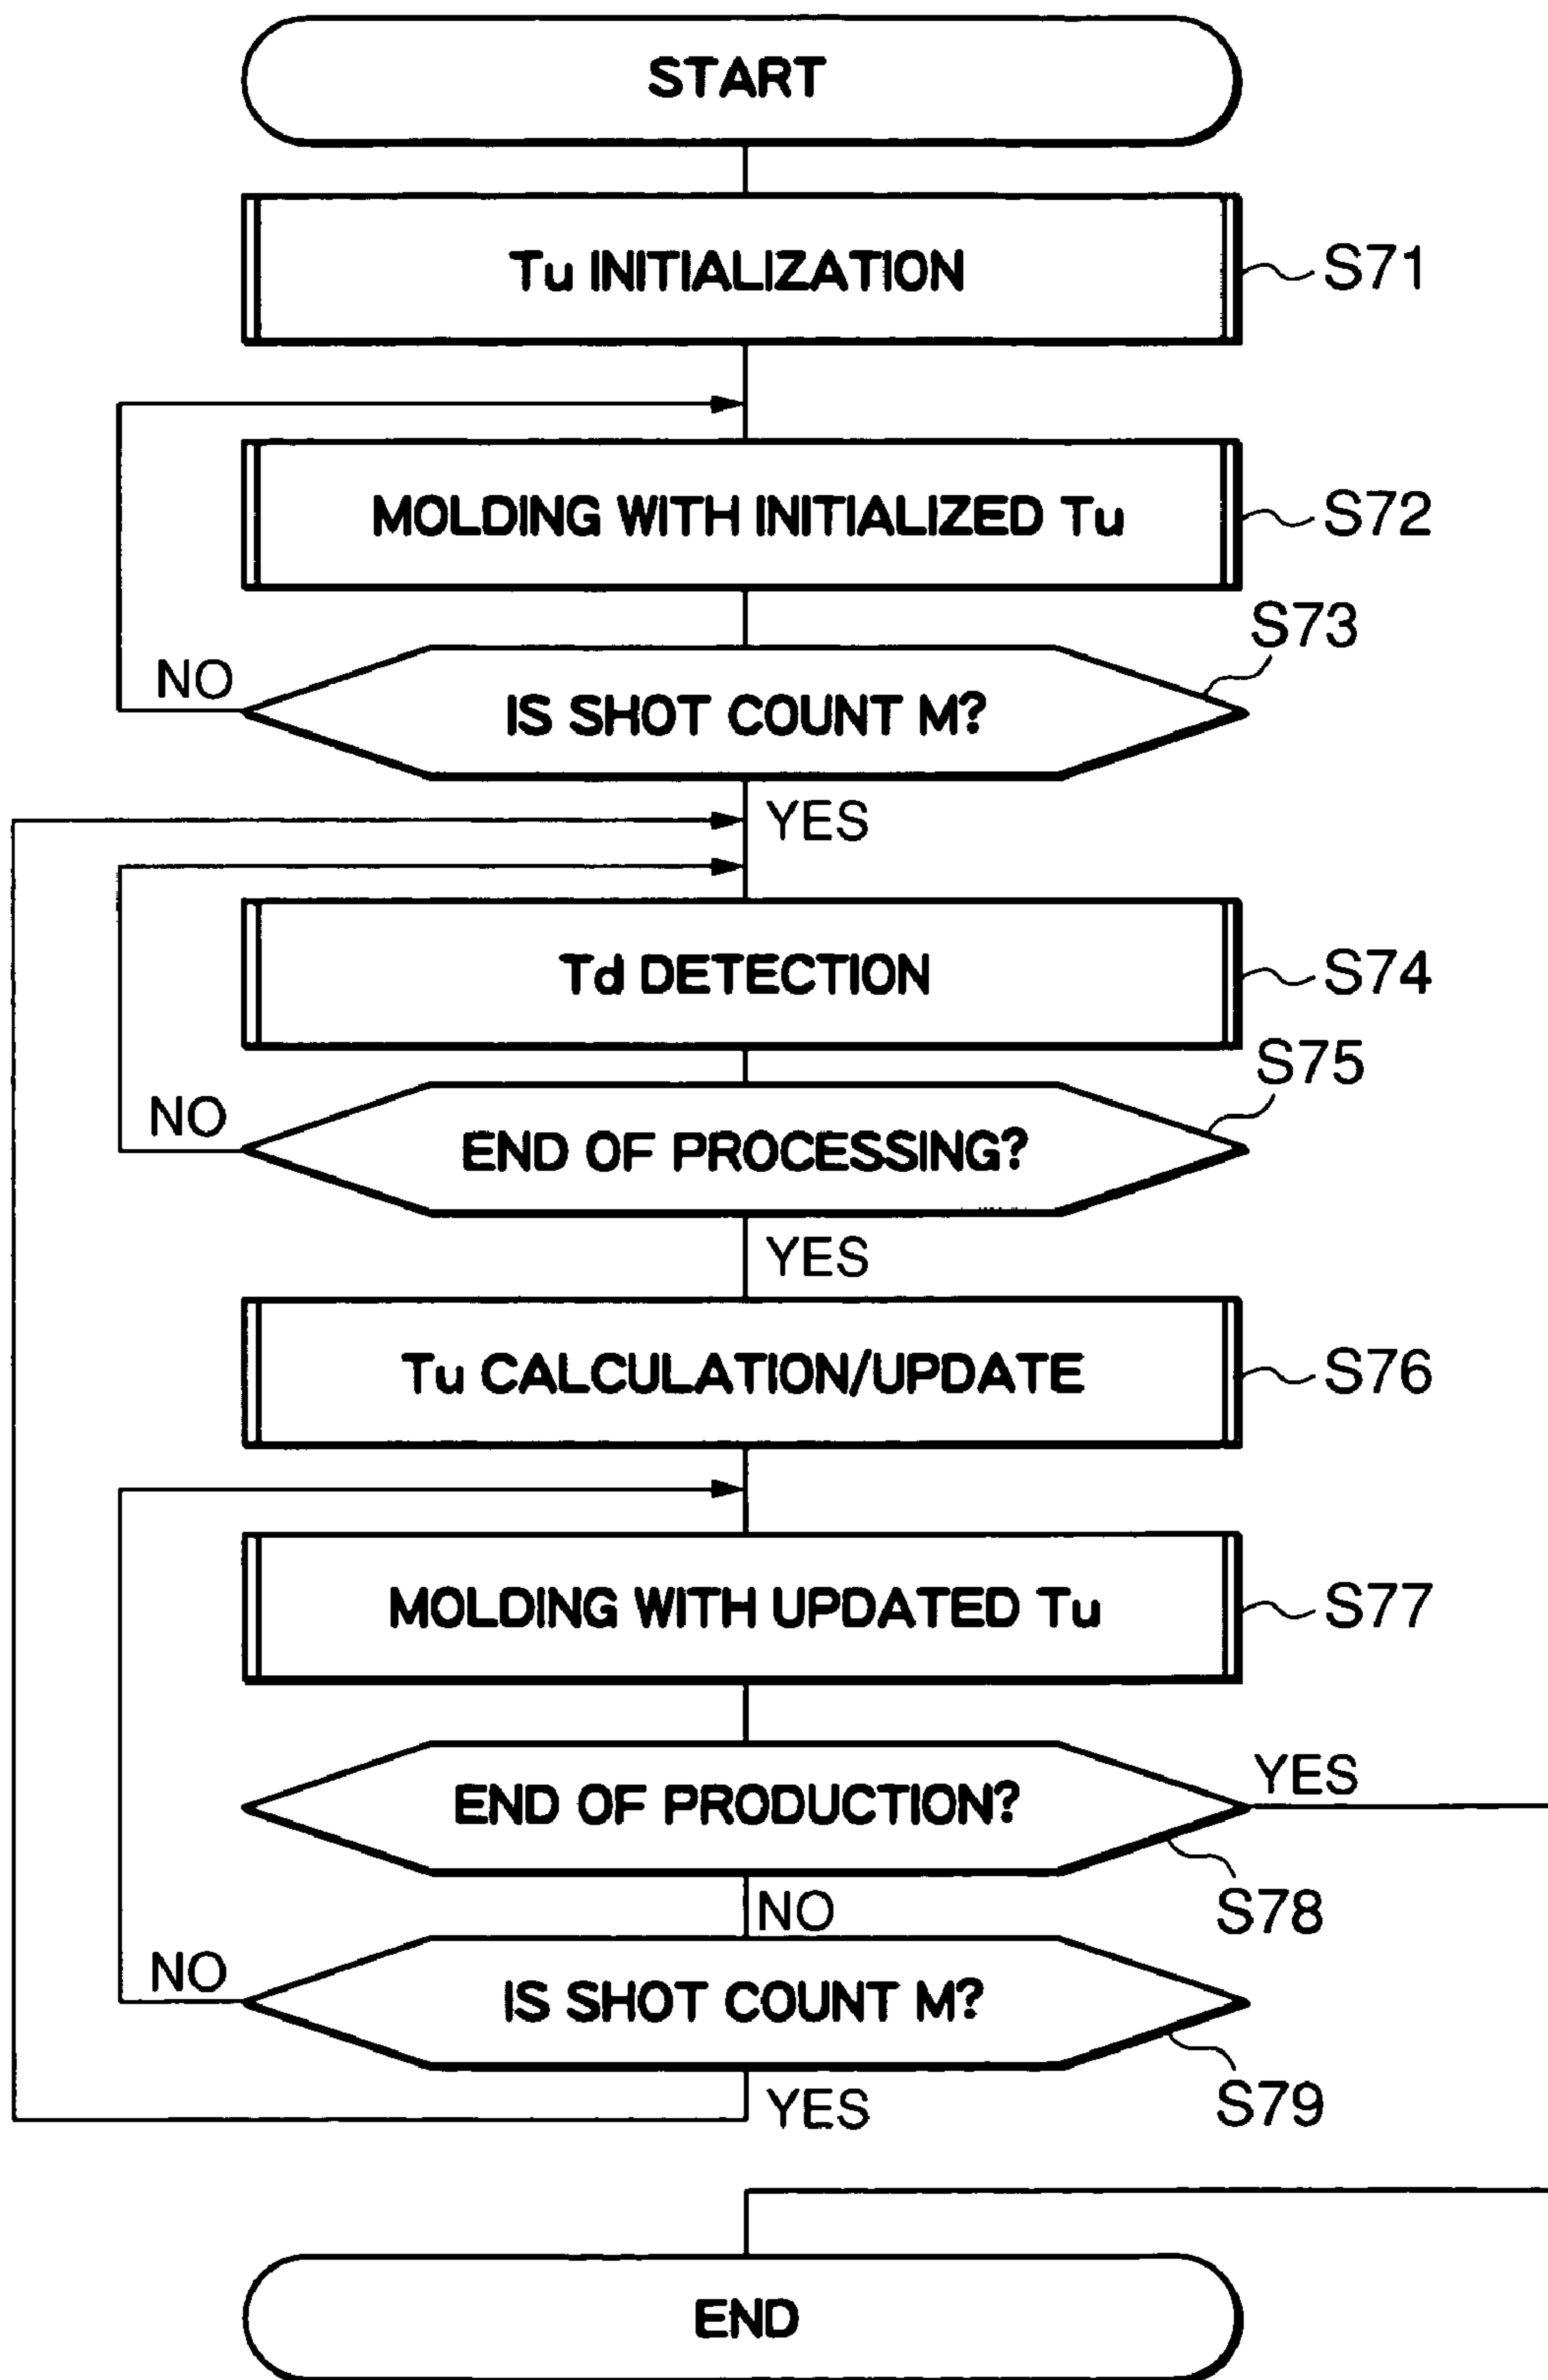 START
Tu INITIALIZATION
S71
MOLDING WITH INITIALIZED Tu
S72
S73
NO
IS SHOT COUNT M?
YES
Td DETECTION
S74
S75
NO
END OF PROCESSING?
YES
Tu CALCULATION/UPDATE
S76
MOLDING WITH UPDATED Tu
S77
YES
END OF PRODUCTION?
S78
NO
NO
IS SHOT COUNT M?
S79
YES
END